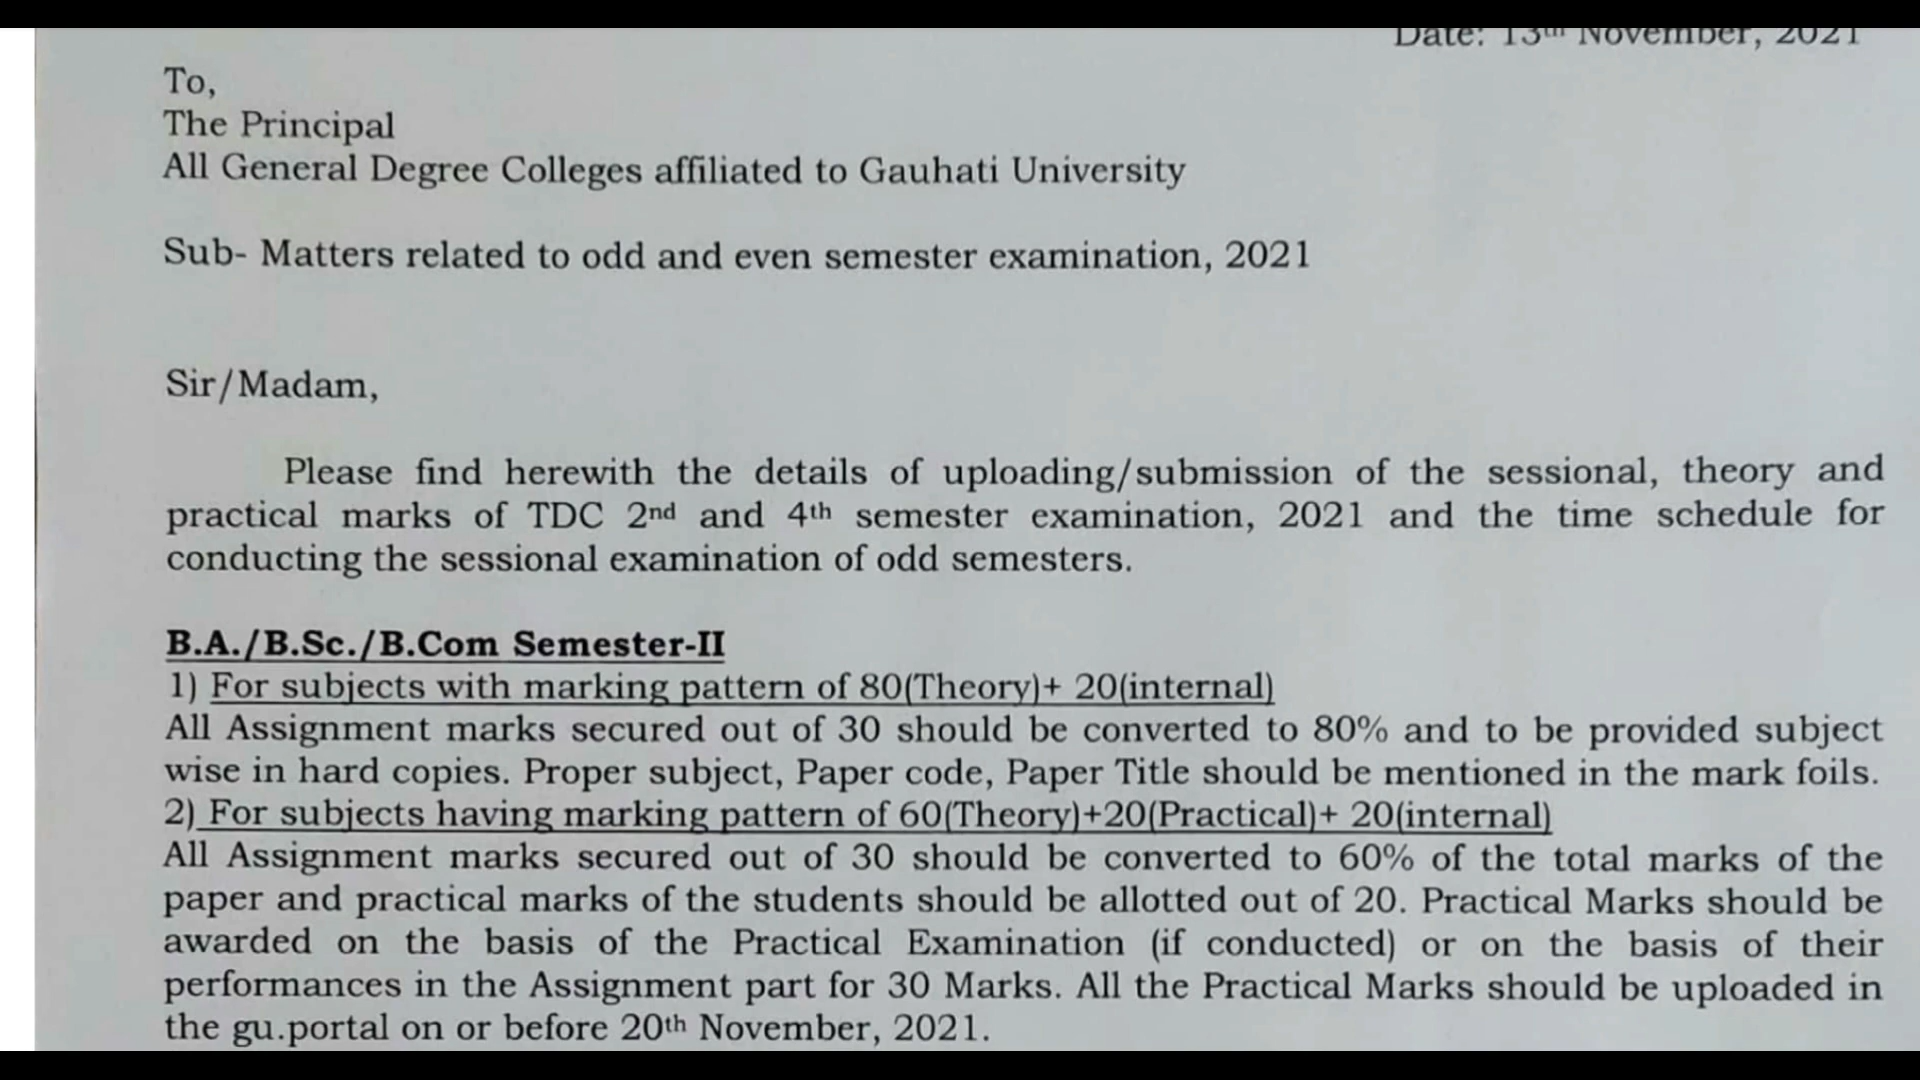 Date: 13th November, 2021
To,
The Principal
All General Degree Colleges affiliated to Gauhati University
Sub- Matters related to odd and even semester examination, 2021
Sir/Madam,
Please find herewith the details of uploading/submission of the sessional, theory and
practical marks of TDC 2nd and 4th semester examination, 2021 and the time schedule for
conducting the sessional examination of odd semesters.
B.A./B.Sc./B.Com Semester-II
1) For subjects with marking pattern of 80(Theory)+ 20(internal)
All Assignment marks secured out of 30 should be converted to 80% and to be provided subject
wise in hard copies. Proper subject, Paper code, Paper Title should be mentioned in the mark foils.
2) For subjects having marking pattern of 60(Theory)+20(Practical)+ 20(internal)
All Assignment marks secured out of 30 should be converted to 60% of the total marks of the
paper and practical marks of the students should be allotted out of 20. Practical Marks should be
awarded on the basis of the Practical Examination (if conducted) or on the basis of their
performances in the Assignment part for 30 Marks. All the Practical Marks should be uploaded in
the gu.portal on or before 20th November, 2021.